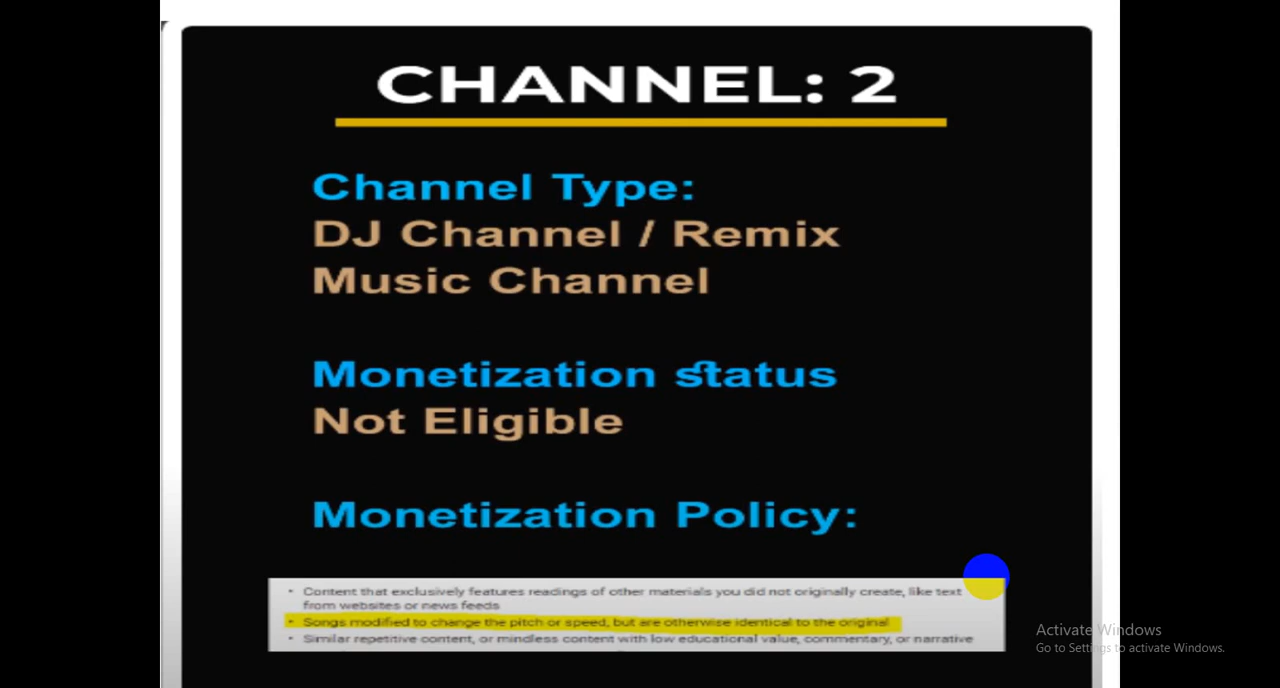 CHANNEL: 2
Channel Type:
DJ Channel / Remix
Music Channel
Monetization status
Not Eligible
Monetization Policy:
• Content that exclusively features readings of other materials you did not originally create, like text
from websites or news feeds
• Songs modified to change the pitch or speed, but are otherwise identical to the original
• Similar repetitive content, or mindless content with low educational value, commentary, or narrative
Activate Windows
Go to Settings to activate Windows.